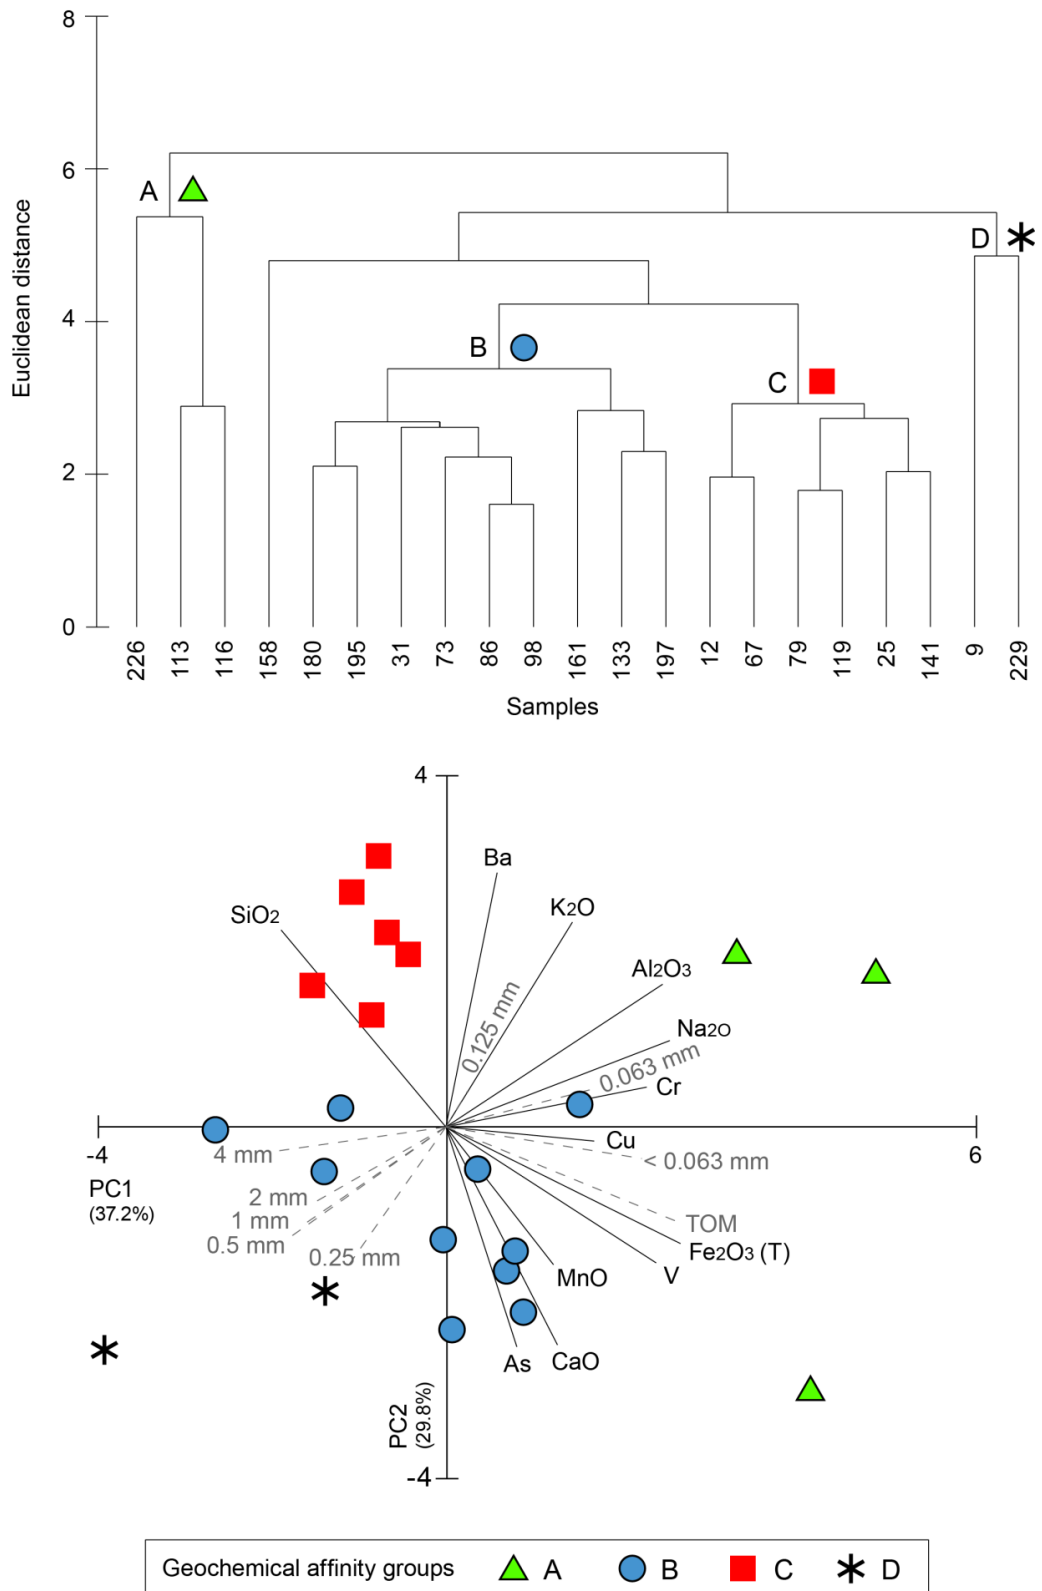 8
6
4
2
0
Euclidean distance
A
B
C
D
226 113 116 158 180 195 31 73 86 98 161 133 197 12 67 79 119 25 141 9 229
Samples
4
Ba
K2O
SiO2
Al2O3
0.125 mm
Na2O
0.063 mm
Cr
Cu
-4
6
4 mm
< 0.063 mm
PC1
(37.2%)
2 mm
1 mm
0.5 mm
0.25 mm
TOM
Fe2O3 (T)
V
MnO
As
CaO
PC2
(29.8%)
-4
Geochemical affinity groups A B C D